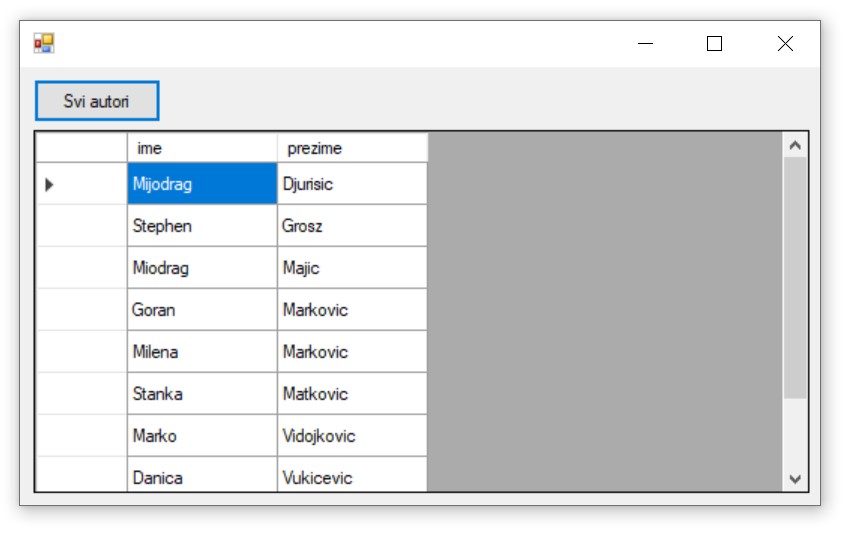 Svi autori
ime prezime
Mijodrag Djurisic
Stephen Grosz
Miodrag Majic
Goran Markovic
Milena Markovic
Stanka Matkovic
Marko Vidojkovic
Danica Vukicevic